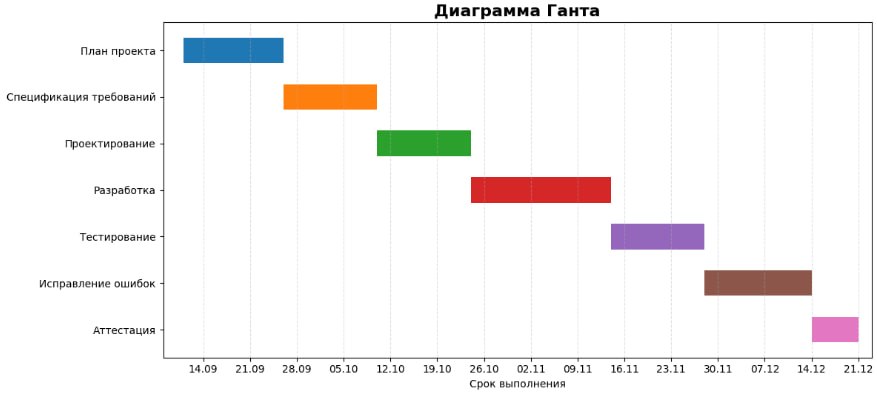 Диаграмма Ганта
План проекта
Спецификация требований
Проектирование
Разработка
Тестирование
Исправление ошибок
Аттестация
14.09 21.09 28.09 05.10 12.10 19.10 26.10 02.11 09.11 16.11 23.11 30.11 07.12 14.12 21.12
Срок выполнения